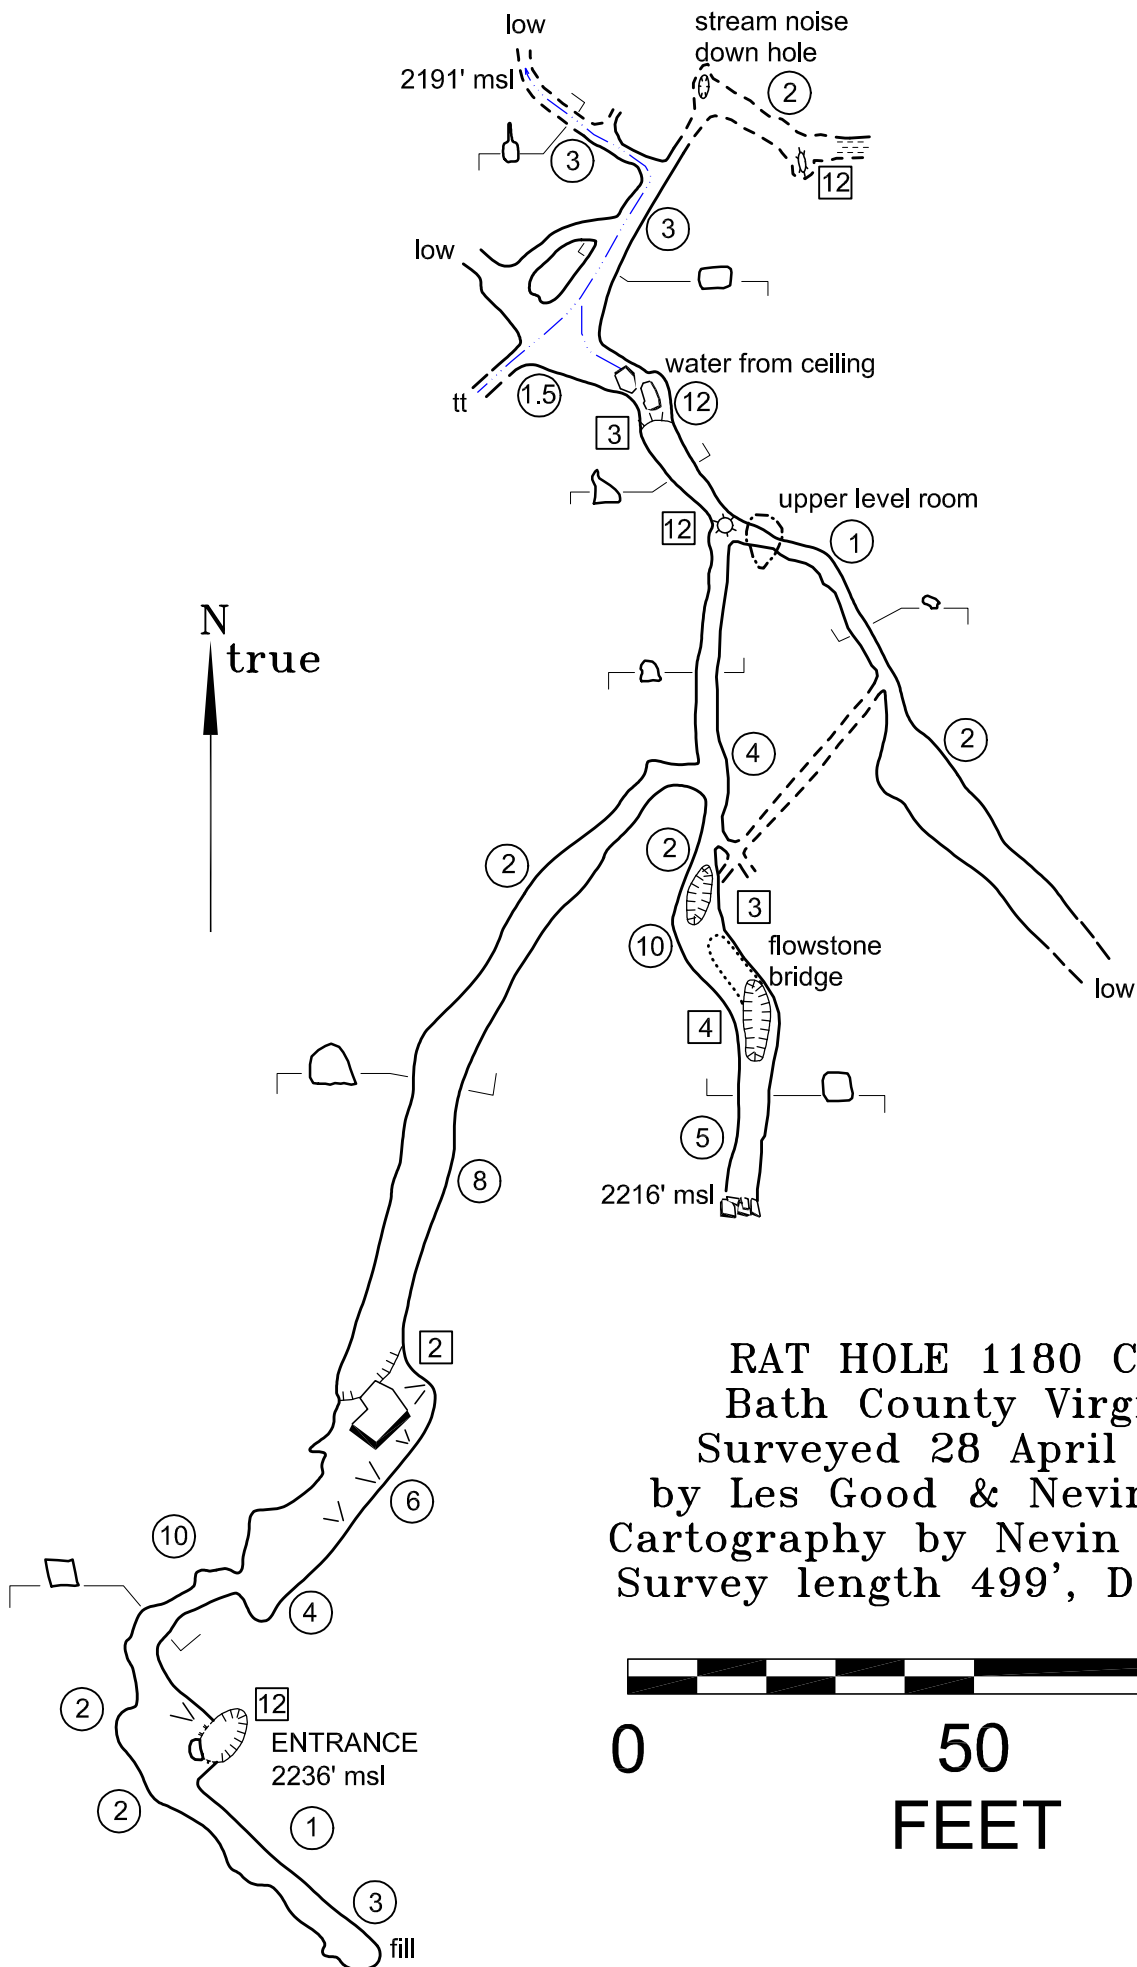 low
stream noise
down hole
2191' msl
2
3
12
3
low
water from ceiling
tt
1.5
12
3
upper level room
12
1
N
true
4
2
2
2
3
10
flowstone
bridge
low
4
5
8
2216' msl
2
RAT HOLE 1180 C
Bath County Virg
Surveyed 28 April
by Les Good & Nevin
Cartography by Nevin
Survey length 499', D
6
10
4
2
12
ENTRANCE
2236' msl
0 50
FEET
2
1
3
fill